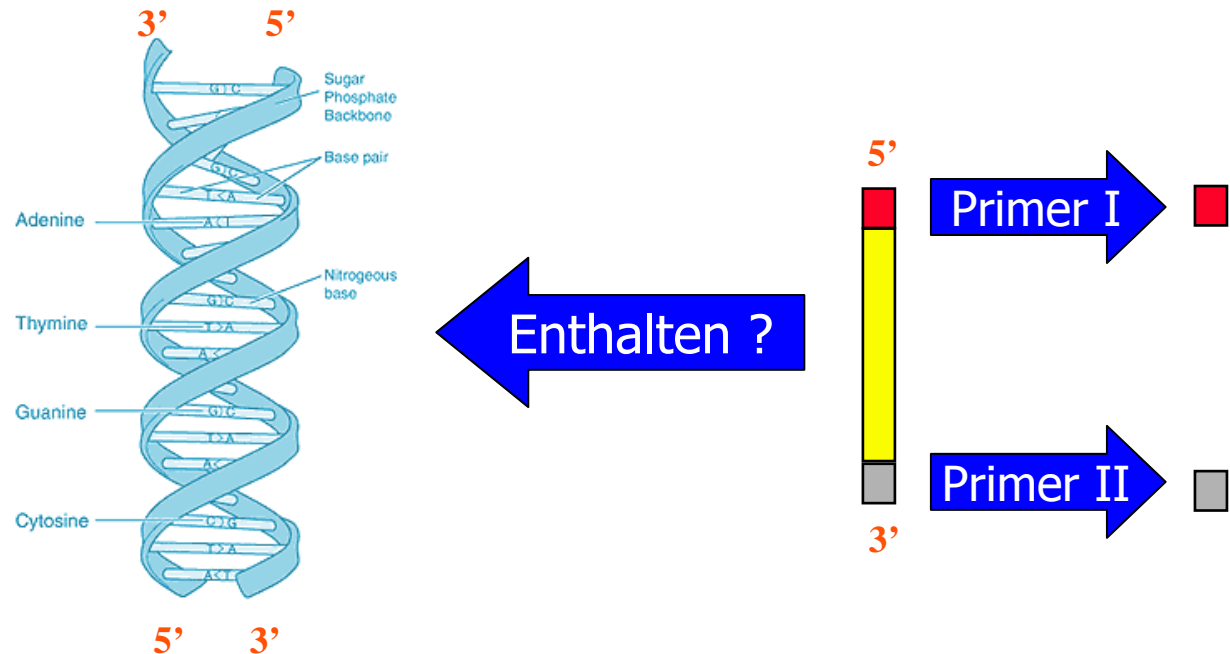 3’ 5’
Sugar
Phosphate
Backbone
Base pair
Adenine
Nitrogeous
base
Thymine
Guanine
Cytosine
G C
G C
T A
A T
G C
T A
A
G C
T A
A
C G
T A
A T
5’ 3’
Enthalten ?
5’
Primer I
Primer II
3’